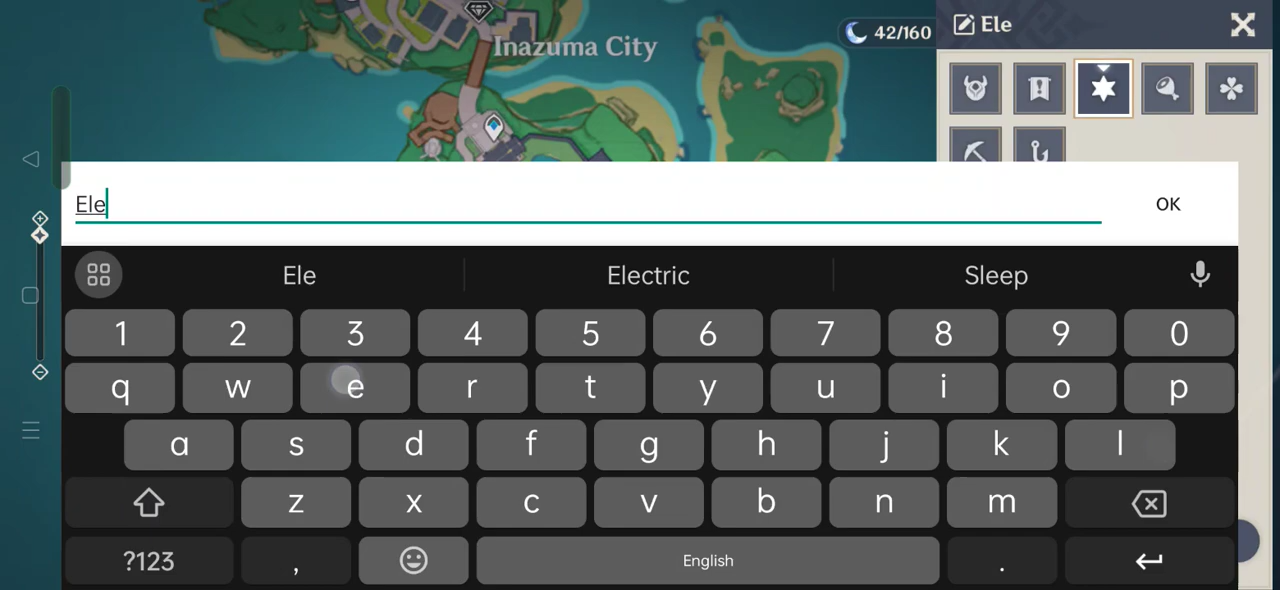 Inazuma City
42/160
Ele
Ele
OK
Ele
Electric
Sleep
1 2 3 4 5 6 7 8 9 0
q w e r t y u i o p
a s d f g h j k l
z x c v b n m
?123 , English .